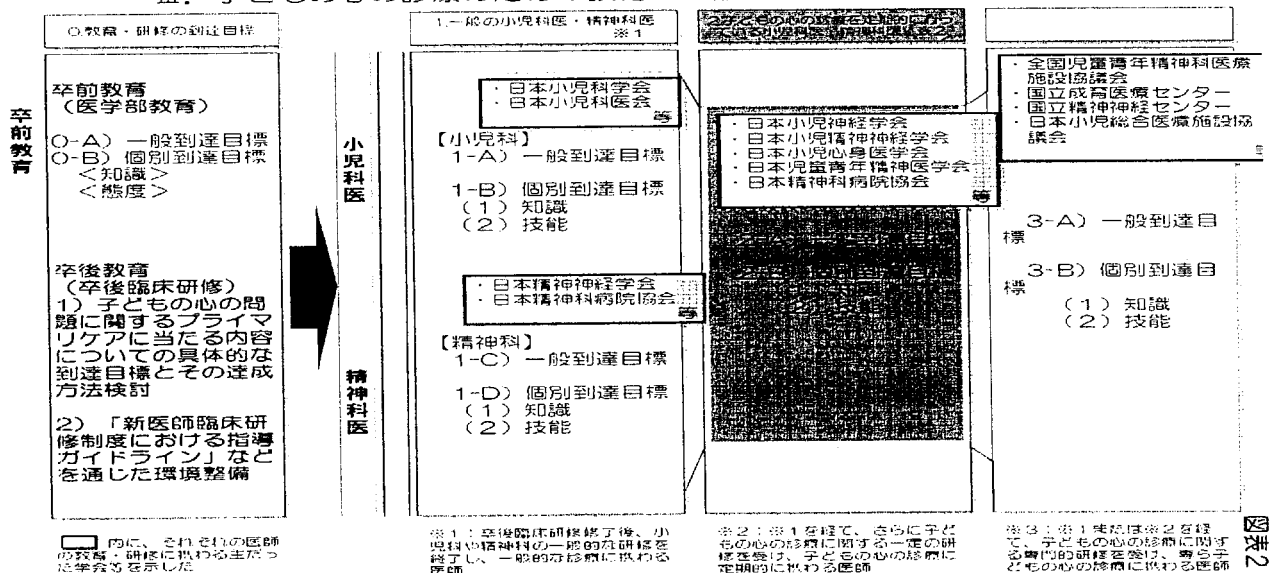 0.教育・研修の到達目標
卒前教育
卒前教育
(医学部教育)
0-A) 一般到達目標
0-B) 個別到達目標
<知識>
<態度>
卒後教育
(卒後臨床研修)
1) 子どもの心の問
題に関するプライマ
リケアに当たる内容
についての具体的な
到達目標とその達成
方法検討
2) 「新医師臨床研
修制度における指導
ガイドライン」など
を通じた環境整備
小児科医
精神科医
1.一般の小児科医・精神科医
※1
・日本小児科学会
・日本小児科医会
等
【小児科】
1-A) 一般到達目標
1-B) 個別到達目標
(1) 知識
(2) 技能
・日本精神神経学会
・日本精神科病院協会
等
【精神科】
1-C) 一般到達目標
1-D) 個別到達目標
(1) 知識
(2) 技能
・日本小児神経学会
・日本小児精神神経学会
・日本小児心身医学会
・日本児童青年精神医学会
・日本精神科病院協会
等
・全国児童青年精神科医療
施設協議会
・国立成育医療センター
・国立精神神経センター
・日本小児総合医療施設協
議会
3-A) 一般到達目
標
3-B) 個別到達目
標
(1) 知識
(2) 技能
内に、それぞれの医師
の教育・研修に携わる主だっ
た学会等を示した
※1:卒後臨床研修修了後、小
児科や精神科の一般的な研修を
終了し、一般的な診療に携わる
医師
※2:※1を経て、さらに子ど
もの心の診療に関する一定の研
修を受け、子どもの心の診療に
定期的に携わる医師
※3:※1または※2を経
て、子どもの心の診療に関す
る専門的研修を受け、専ら子
どもの心の診療に携わる医師
図表2